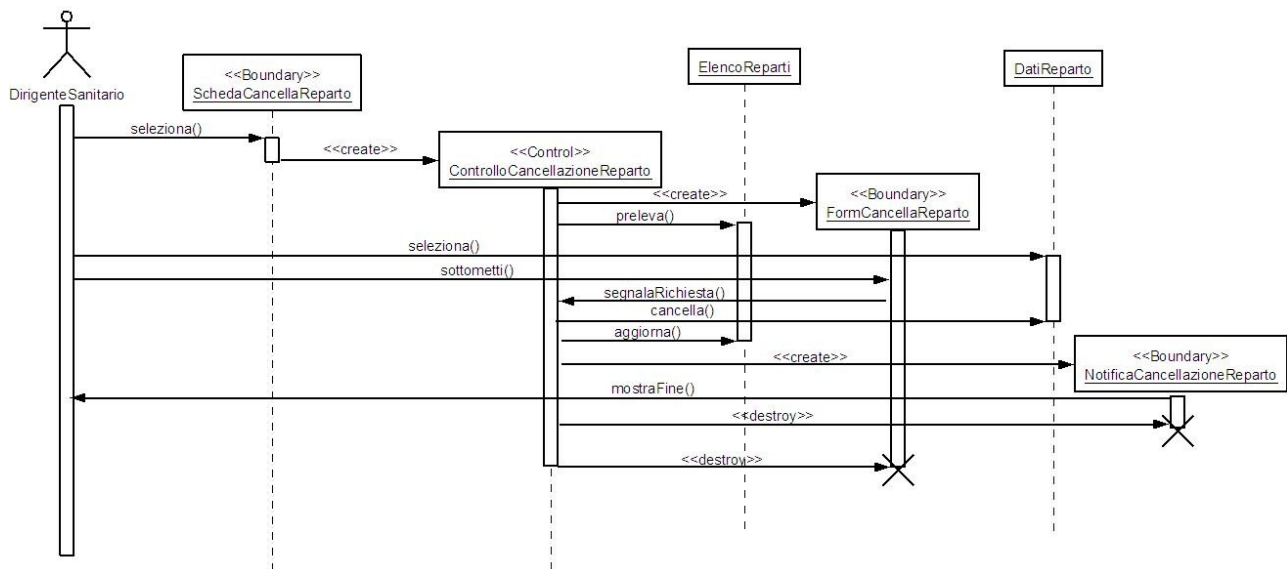 DirigenteSanitario
<<Boundary>>
SchedaCancellaReparto
ElencoReparti
DatiReparto
seleziona()
<<create>>
<<Control>>
ControlloCancellazioneReparto
<<create>>
<<Boundary>>
FormCancellaReparto
preleva()
seleziona()
sottometti()
segnalaRichiesta()
cancella()
aggiorna()
<<create>>
<<Boundary>>
NotificaCancellazioneReparto
mostraFine()
<<destroy>>
<<destroy>>